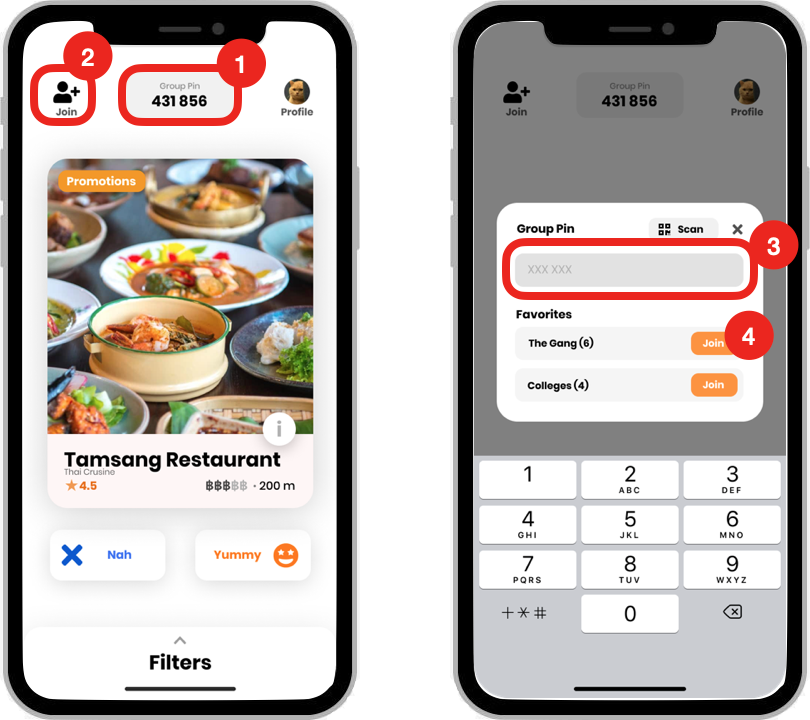 2
1
Group Pin
431 856
Join
Profile
Promotions
i
Tamsang Restaurant
Thai Crusine
4.5
฿฿฿฿฿ · 200 m
Nah
Yummy
Filters
Group Pin
431 856
Join
Profile
Group Pin
Scan
3
XXX XXX
Favorites
The Gang (6)
Join
4
Colleges (4)
Join
1
2
ABC
3
DEF
4
GHI
5
JKL
6
MNO
7
PQRS
8
TUV
9
WXYZ
+*#
0